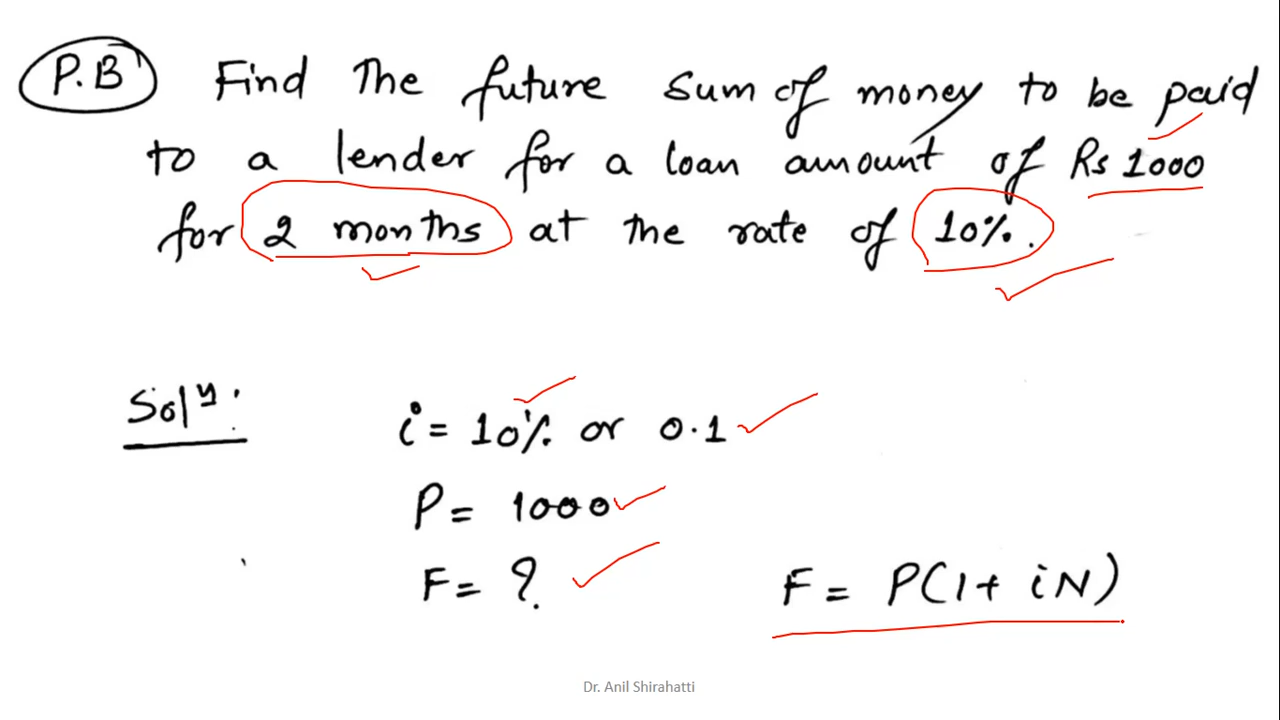 P.B Find The future sum of money to be paid
to a lender for a loan amount of Rs 1000
for 2 months at the rate of 10%.
Solⁿ:
i = 10% or 0.1
P = 1000
F = ?
F = P(1 + iN)
Dr. Anil Shirahatti